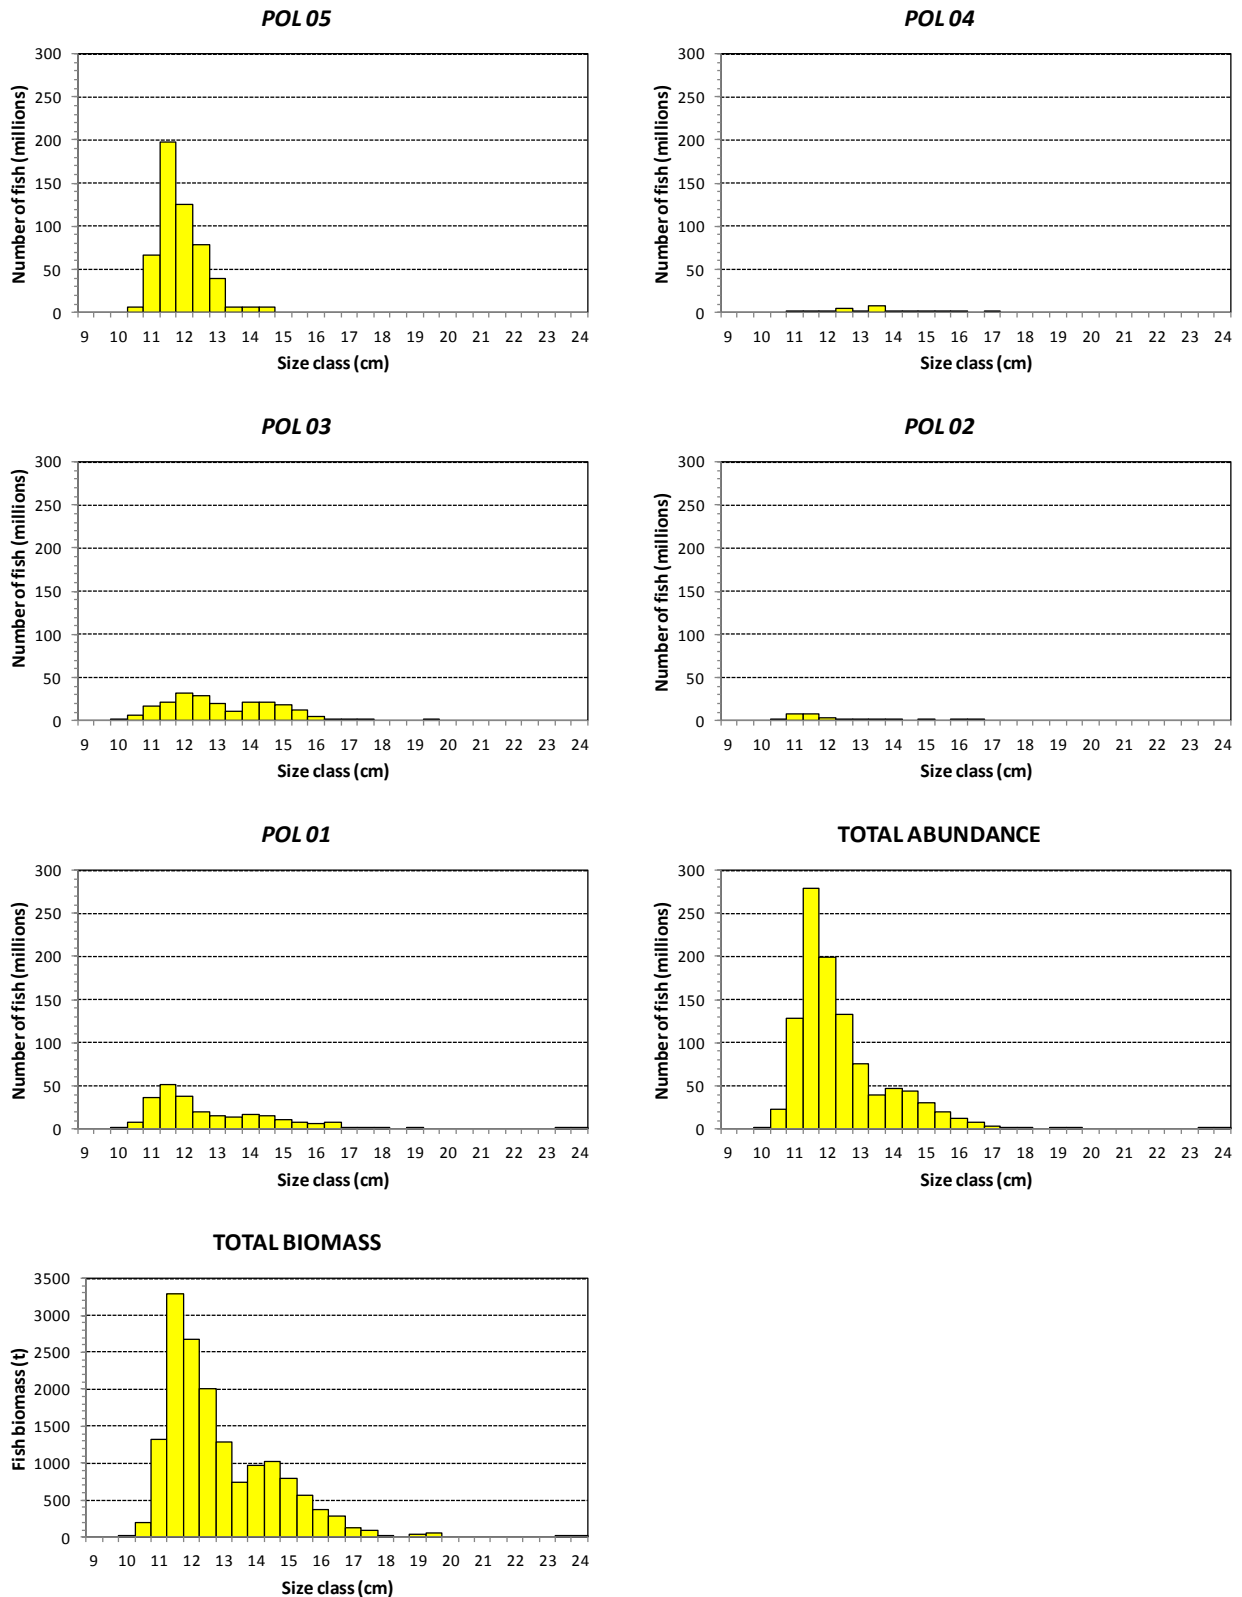 POL 05
Number of fish (millions)
300
250
200
150
100
50
0
9 10 11 12 13 14 15 16 17 18 19 20 21 22 23 24
Size class (cm)
POL 04
Number of fish (millions)
300
250
200
150
100
50
0
9 10 11 12 13 14 15 16 17 18 19 20 21 22 23 24
Size class (cm)
POL 03
Number of fish (millions)
300
250
200
150
100
50
0
9 10 11 12 13 14 15 16 17 18 19 20 21 22 23 24
Size class (cm)
POL 02
Number of fish (millions)
300
250
200
150
100
50
0
9 10 11 12 13 14 15 16 17 18 19 20 21 22 23 24
Size class (cm)
POL 01
Number of fish (millions)
300
250
200
150
100
50
0
9 10 11 12 13 14 15 16 17 18 19 20 21 22 23 24
Size class (cm)
TOTAL ABUNDANCE
Number of fish (millions)
300
250
200
150
100
50
0
9 10 11 12 13 14 15 16 17 18 19 20 21 22 23 24
Size class (cm)
TOTAL BIOMASS
Fish biomass (t)
3500
3000
2500
2000
1500
1000
500
0
9 10 11 12 13 14 15 16 17 18 19 20 21 22 23 24
Size class (cm)